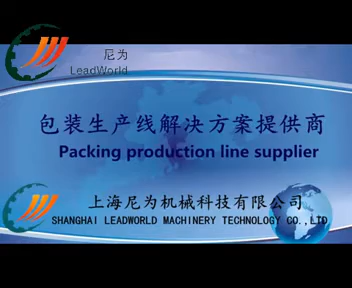 尼为
LeadWorld
包装生产线解决方案提供商
Packing production line supplier
上海尼为机械科技有限公司
SHANGHAI LEADWORLD MACHINERY TECHNOLOGY CO.,LTD